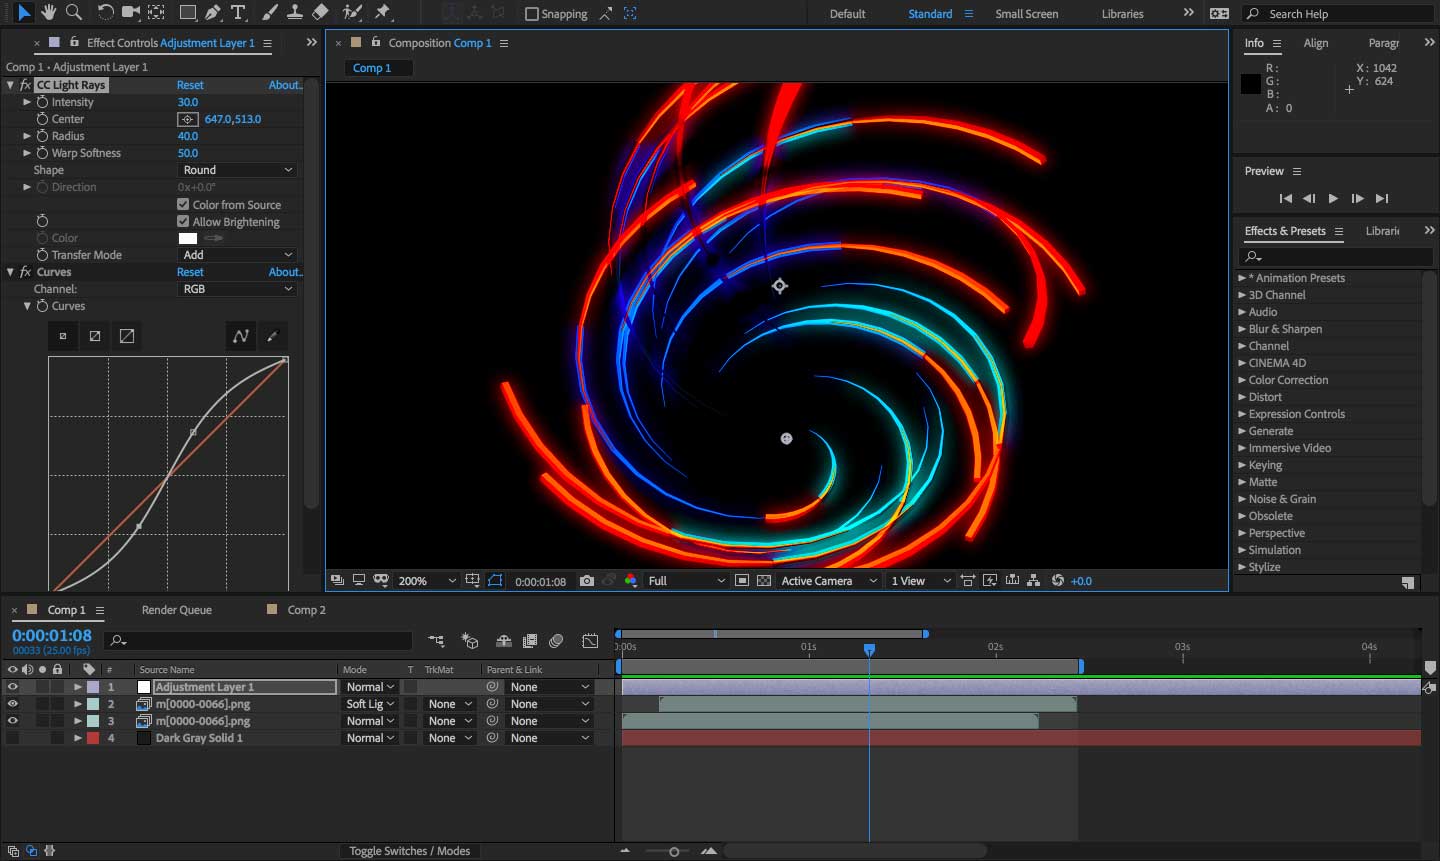 Snapping
Default
Standard
Small Screen
Libraries
Search Help
Effect Controls Adjustment Layer 1
Comp 1 • Adjustment Layer 1
fx CC Light Rays Reset About..
Intensity 30.0
Center 647.0,513.0
Radius 40.0
Warp Softness 50.0
Shape Round
Direction 0x+0.0°
Color from Source
Allow Brightening
Color
Transfer Mode Add
fx Curves Reset About..
Channel: RGB
Curves
Composition Comp 1
Comp 1
200%
0:00:01:08
Full
Active Camera
1 View
+0.0
Info
Align
Paragr
R:
G:
B:
A: 0
X: 1042
Y: 624
Preview
Effects & Presets
Librari
* Animation Presets
3D Channel
Audio
Blur & Sharpen
Channel
CINEMA 4D
Color Correction
Distort
Expression Controls
Generate
Immersive Video
Keying
Matte
Noise & Grain
Obsolete
Perspective
Simulation
Stylize
Comp 1
Render Queue
Comp 2
0:00:01:08
00033 (25.00 fps)
# Source Name Mode T TrkMat Parent & Link
:00s 01s 02s 03s 04s
1 Adjustment Layer 1 Normal None
2 m[0000-0066].png Soft Lig None None
3 m[0000-0066].png Normal None None
4 Dark Gray Solid 1 Normal None None
Toggle Switches / Modes